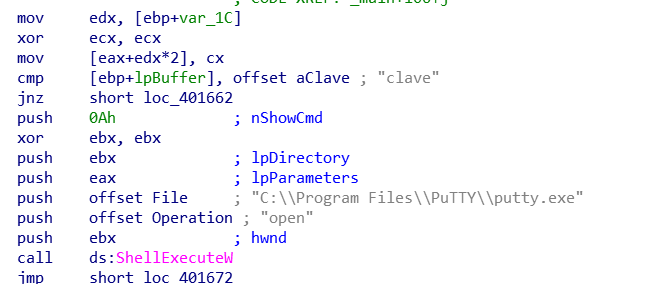 ; CODE XREF: _main+100↑j
mov edx, [ebp+var_1C]
xor ecx, ecx
mov [eax+edx*2], cx
cmp [ebp+lpBuffer], offset aClave ; "clave"
jnz short loc_401662
push 0Ah ; nShowCmd
xor ebx, ebx
push ebx ; lpDirectory
push eax ; lpParameters
push offset File ; "C:\\Program Files\\PuTTY\\putty.exe"
push offset Operation ; "open"
push ebx ; hwnd
call ds:ShellExecuteW
jmp short loc_401672